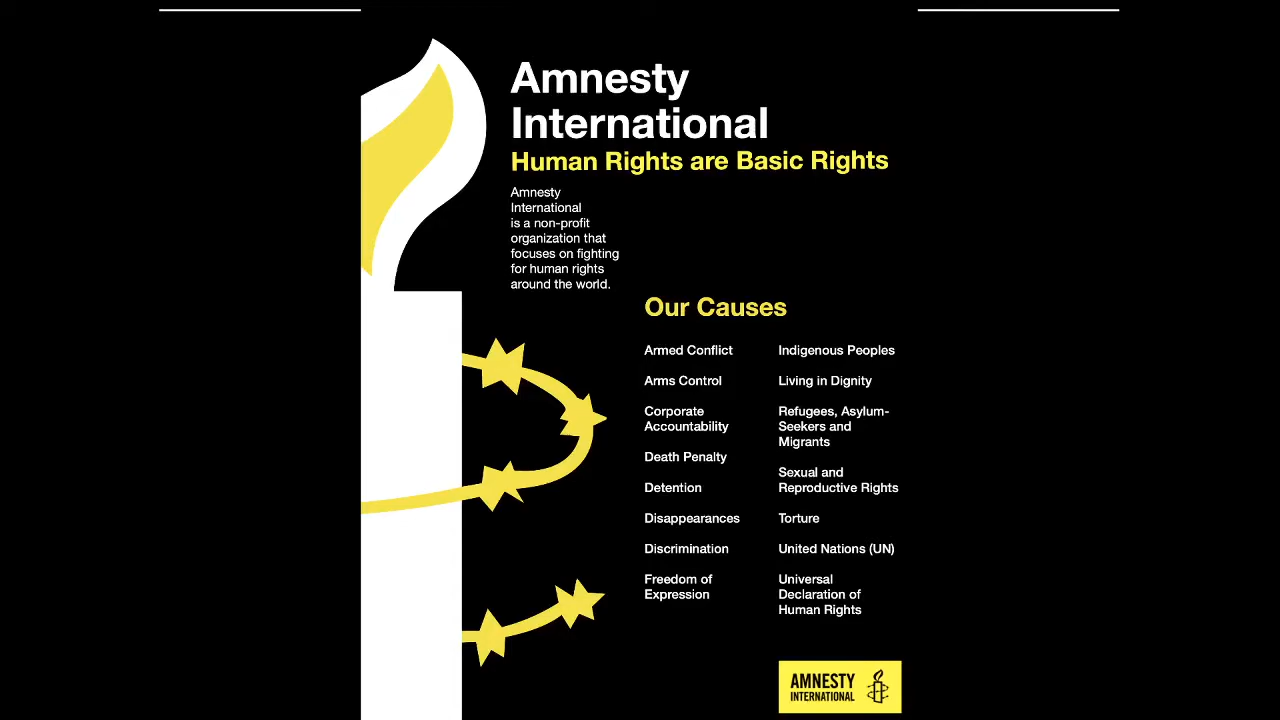 Amnesty
International
Human Rights are Basic Rights
Amnesty
International
is a non-profit
organization that
focuses on fighting
for human rights
around the world.
Our Causes
Armed Conflict
Arms Control
Corporate
Accountability
Death Penalty
Detention
Disappearances
Discrimination
Freedom of
Expression
Indigenous Peoples
Living in Dignity
Refugees, Asylum-
Seekers and
Migrants
Sexual and
Reproductive Rights
Torture
United Nations (UN)
Universal
Declaration of
Human Rights
AMNESTY
INTERNATIONAL